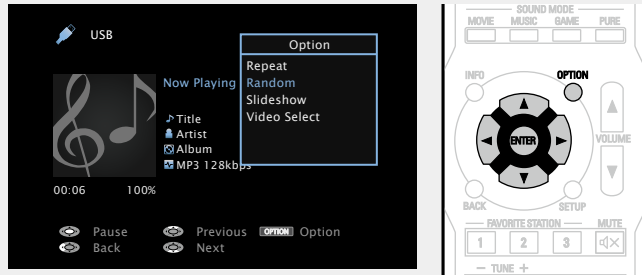 USB
Option
Repeat
Random
Slideshow
Video Select
Now Playing
Title
Artist
Album
MP3 128kbps
00:06 100%
Pause Previous OPTION Option
Back Next
SOUND MODE
MOVIE MUSIC GAME PURE
INFO OPTION
ENTER
VOLUME
BACK SETUP
FAVORITE STATION MUTE
1 2 3
TUNE +